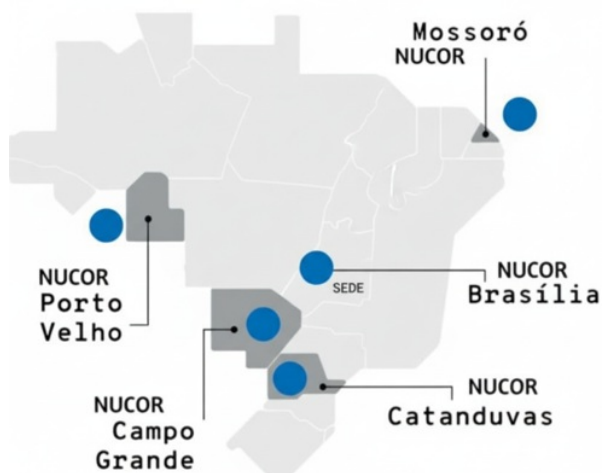 Mossoró
NUCOR
NUCOR
Porto
Velho
SEDE
NUCOR
Brasília
NUCOR
Campo
Grande
NUCOR
Catanduvas